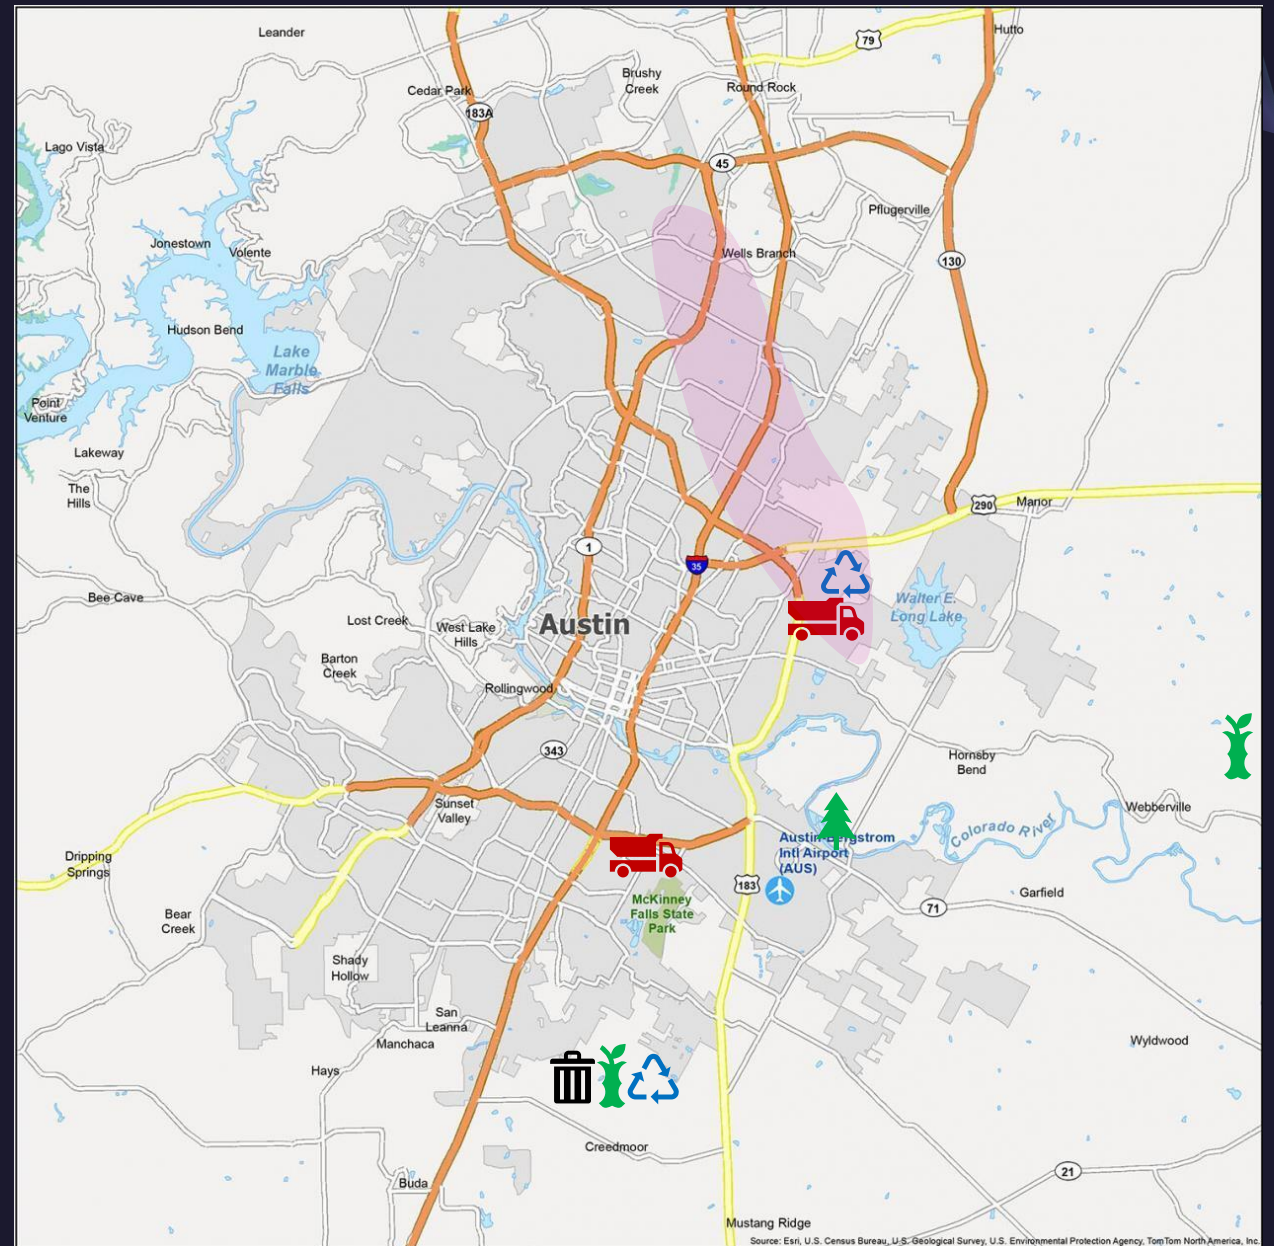 Leander
79
Hutto
Cedar Park
Brushy
Creek
Round Rock
183A
Lago Vista
45
Pflugerville
Jonestown
Volente
Wells Branch
130
Hudson Bend
Lake
Marble
Falls
Point
Venture
Lakeway
The
Hills
290
Manor
1
35
Bee Cave
Walter E.
Long Lake
Lost Creek
West Lake
Hills
Austin
Barton
Creek
Rollingwood
343
Hornsby
Bend
Sunset
Valley
Webberville
Colorado River
Austin-Bergstrom
Intl Airport
(AUS)
Dripping
Springs
183
Garfield
71
McKinney
Falls State
Park
Bear
Creek
Shady
Hollow
San
Leanna
Manchaca
Wyldwood
Hays
Creedmoor
21
Buda
Mustang Ridge
Source: Esri, U.S. Census Bureau, U.S. Geological Survey, U.S. Environmental Protection Agency, TomTom North America, Inc.